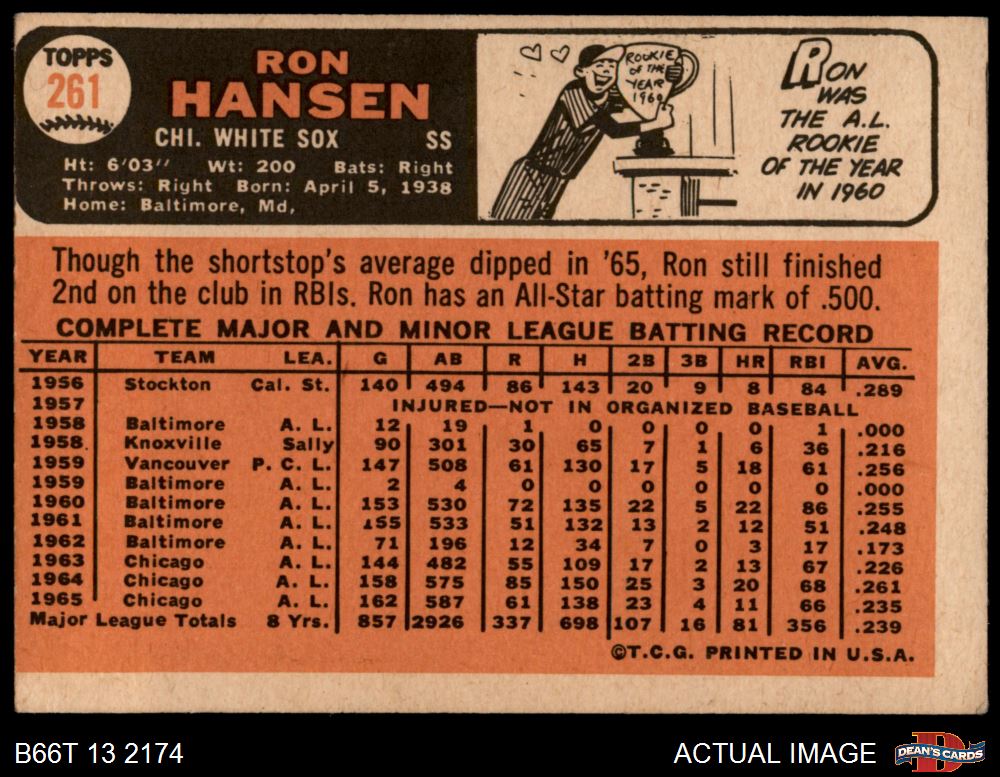 TOPPS
261
RON
HANSEN
CHI. WHITE SOX SS
Ht: 6'03'' Wt: 200 Bats: Right
Throws: Right Born: April 5, 1938
Home: Baltimore, Md,
ROOKIE
OF THE
YEAR
1960
RON
WAS
THE A.L.
ROOKIE
OF THE YEAR
IN 1960
Though the shortstop's average dipped in '65, Ron still finished
2nd on the club in RBIs. Ron has an All-Star batting mark of .500.
COMPLETE MAJOR AND MINOR LEAGUE BATTING RECORD
YEAR TEAM LEA. G AB R H 2B 3B HR RBI AVG.
1956 Stockton Cal. St. 140 494 86 143 20 9 8 84 .289
1957 INJURED—NOT IN ORGANIZED BASEBALL
1958 Baltimore A. L. 12 19 1 0 0 0 0 1 .000
1958 Knoxville Sally 90 301 30 65 7 1 6 36 .216
1959 Vancouver P. C. L. 147 508 61 130 17 5 18 61 .256
1959 Baltimore A. L. 2 4 0 0 0 0 0 0 .000
1960 Baltimore A. L. 153 530 72 135 22 5 22 86 .255
1961 Baltimore A. L. 155 533 51 132 13 2 12 51 .248
1962 Baltimore A. L. 71 196 12 34 7 0 3 17 .173
1963 Chicago A. L. 144 482 55 109 17 2 13 67 .226
1964 Chicago A. L. 158 575 85 150 25 3 20 68 .261
1965 Chicago A. L. 162 587 61 138 23 4 11 66 .235
Major League Totals 8 Yrs. 857 2926 337 698 107 16 81 356 .239
©T.C.G. PRINTED IN U.S.A.
B66T 13 2174
ACTUAL IMAGE
D
DEAN'S CARDS